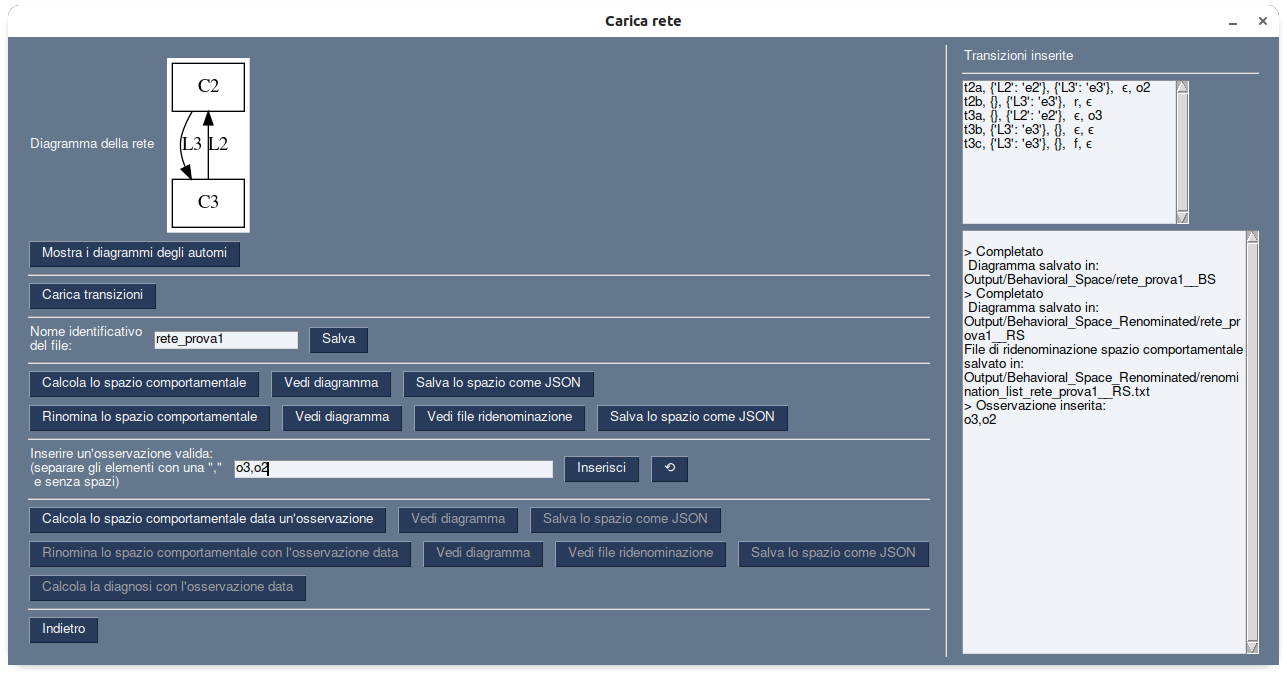 Carica rete
Diagramma della rete
C2
L3 L2
C3
Mostra i diagrammi degli automi
Carica transizioni
Nome identificativo
del file:
rete_prova1
Salva
Calcola lo spazio comportamentale
Vedi diagramma
Salva lo spazio come JSON
Rinomina lo spazio comportamentale
Vedi diagramma
Vedi file ridenominazione
Salva lo spazio come JSON
Inserire un'osservazione valida:
(separare gli elementi con una ","
e senza spazi)
o3,o2
Inserisci
⟲
Calcola lo spazio comportamentale data un'osservazione
Vedi diagramma
Salva lo spazio come JSON
Rinomina lo spazio comportamentale con l'osservazione data
Vedi diagramma
Vedi file ridenominazione
Salva lo spazio come JSON
Calcola la diagnosi con l'osservazione data
Indietro
Transizioni inserite
t2a, {'L2': 'e2'}, {'L3': 'e3'},  ϵ, o2
t2b, {}, {'L3': 'e3'},  r, ϵ
t3a, {}, {'L2': 'e2'},  ϵ, o3
t3b, {'L3': 'e3'}, {},  ϵ, ϵ
t3c, {'L3': 'e3'}, {},  f, ϵ
> Completato
Diagramma salvato in:
Output/Behavioral_Space/rete_prova1__BS
> Completato
Diagramma salvato in:
Output/Behavioral_Space_Renominated/rete_pr
ova1__RS
File di ridenominazione spazio comportamentale
salvato in:
Output/Behavioral_Space_Renominated/renomi
nation_list_rete_prova1__RS.txt
> Osservazione inserita:
o3,o2